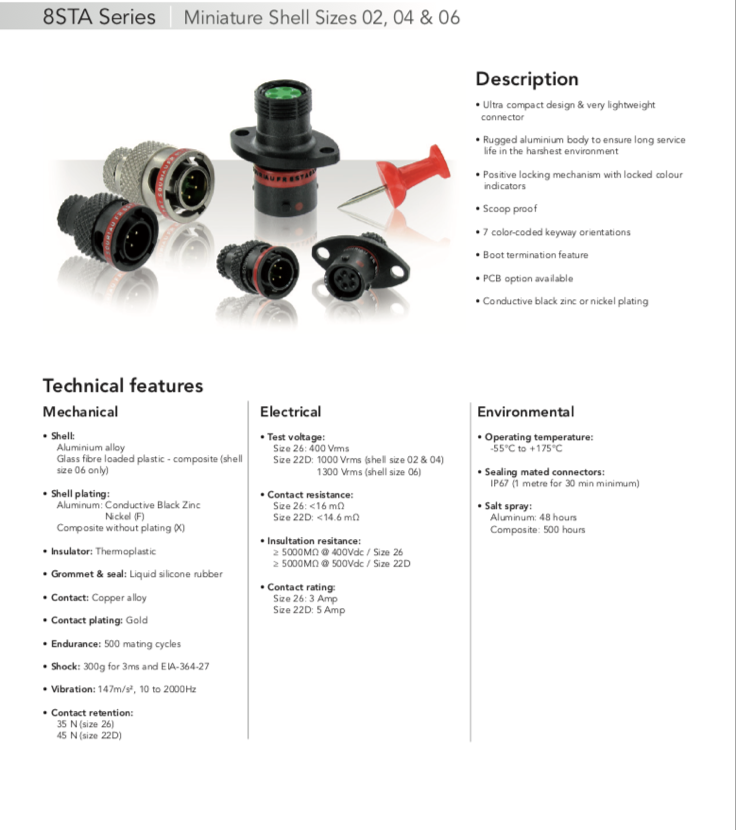 8STA Series | Miniature Shell Sizes 02, 04 & 06
Description
• Ultra compact design & very lightweight
connector
• Rugged aluminium body to ensure long service
life in the harshest environment
• Positive locking mechanism with locked colour
indicators
• Scoop proof
• 7 color-coded keyway orientations
• Boot termination feature
• PCB option available
• Conductive black zinc or nickel plating
Technical features
Mechanical
• Shell:
Aluminium alloy
Glass fibre loaded plastic - composite (shell
size 06 only)
• Shell plating:
Aluminum: Conductive Black Zinc
Nickel (F)
Composite without plating (X)
• Insulator: Thermoplastic
• Grommet & seal: Liquid silicone rubber
• Contact: Copper alloy
• Contact plating: Gold
• Endurance: 500 mating cycles
• Shock: 300g for 3ms and EIA-364-27
• Vibration: 147m/s², 10 to 2000Hz
• Contact retention:
35 N (size 26)
45 N (size 22D)
Electrical
• Test voltage:
Size 26: 400 Vrms
Size 22D: 1000 Vrms (shell size 02 & 04)
1300 Vrms (shell size 06)
• Contact resistance:
Size 26: <16 mΩ
Size 22D: <14.6 mΩ
• Insultation resitance:
≥ 5000MΩ @ 400Vdc / Size 26
≥ 5000MΩ @ 500Vdc / Size 22D
• Contact rating:
Size 26: 3 Amp
Size 22D: 5 Amp
Environmental
• Operating temperature:
-55°C to +175°C
• Sealing mated connectors:
IP67 (1 metre for 30 min minimum)
• Salt spray:
Aluminum: 48 hours
Composite: 500 hours